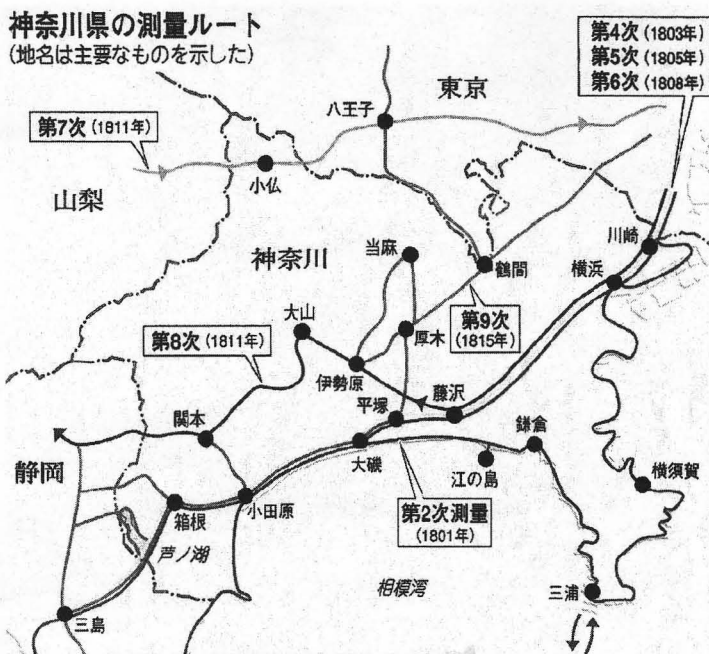 神奈川県の測量ルート
(地名は主要なものを示した)
第4次(1803年)
第5次(1805年)
第6次(1808年)
東京
八王子
第7次(1811年)
小仏
山梨
川崎
当麻
神奈川
鶴間
横浜
大山
第9次
(1815年)
第8次(1811年)
厚木
伊勢原
藤沢
平塚
関本
鎌倉
静岡
大磯
江の島
横須賀
箱根
小田原
第2次測量
(1801年)
芦ノ湖
相模湾
三浦
三島